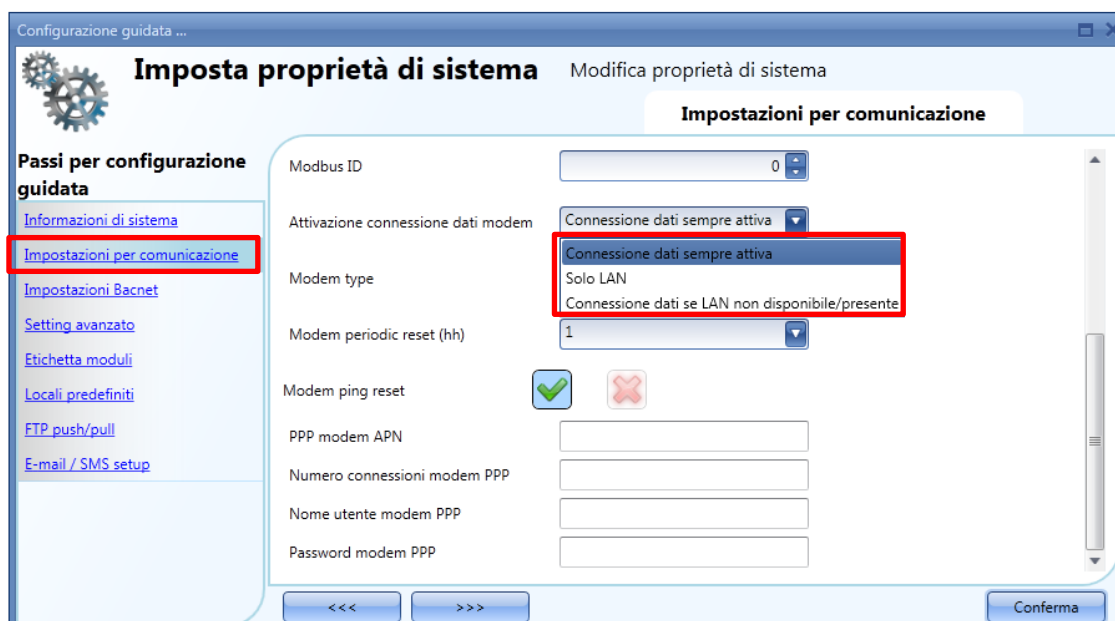 Configurazione guidata ...
Imposta proprietà di sistema
Modifica proprietà di sistema
Impostazioni per comunicazione
Passi per configurazione
guidata
Informazioni di sistema
Impostazioni per comunicazione
Impostazioni Bacnet
Setting avanzato
Etichetta moduli
Locali predefiniti
FTP push/pull
E-mail / SMS setup
Modbus ID
0
Attivazione connessione dati modem
Connessione dati sempre attiva
Connessione dati sempre attiva
Solo LAN
Connessione dati se LAN non disponibile/presente
Modem type
Modem periodic reset (hh)
1
Modem ping reset
PPP modem APN
Numero connessioni modem PPP
Nome utente modem PPP
Password modem PPP
<<<
>>>
Conferma